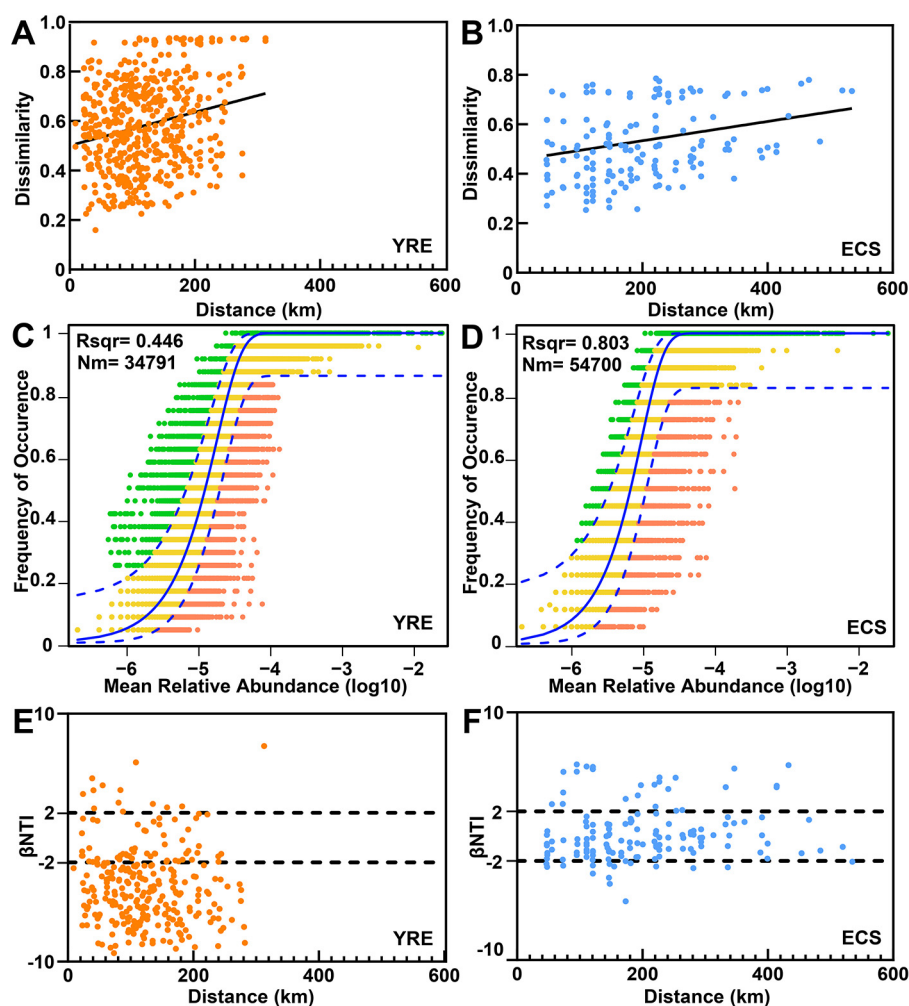 A
B
Dissimilarity
1.0
0.8
0.6
0.4
0.2
0
0
200
400
600
Distance (km)
YRE
Dissimilarity
1.0
0.8
0.6
0.4
0.2
0
0
200
400
600
Distance (km)
ECS
C
D
Rsqr= 0.446
Nm= 34791
Frequency of Occurence
1
0.8
0.6
0.4
0.2
0
−6
−5
−4
−3
−2
Mean Relative Abundance (log10)
YRE
Rsqr= 0.803
Nm= 54700
Frequency of Occurence
1
0.8
0.6
0.4
0.2
0
−6
−5
−4
−3
−2
Mean Relative Abundance (log10)
ECS
E
F
βNTI
10
2
-2
-10
0
200
400
600
Distance (km)
YRE
βNTI
10
2
-2
-10
0
200
400
600
Distance (km)
ECS